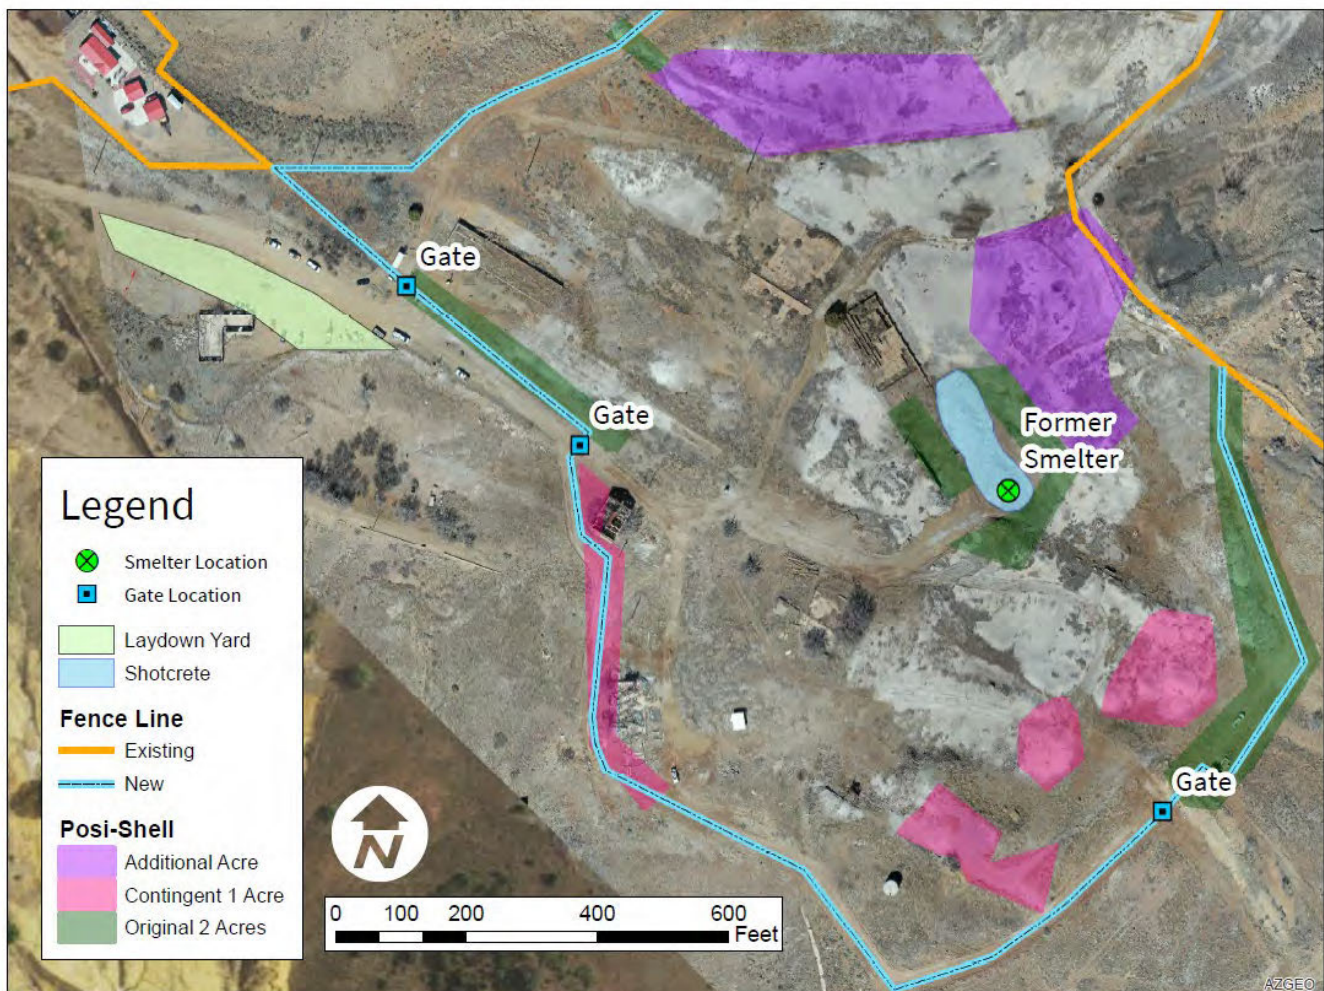 Gate
Gate
Former
Smelter
Legend
Smelter Location
Gate Location
Laydown Yard
Shotcrete
Fence Line
Existing
New
Posi-Shell
Additional Acre
Contingent 1 Acre
Original 2 Acres
Gate
N
0 100 200 400 600
Feet
AZGEO